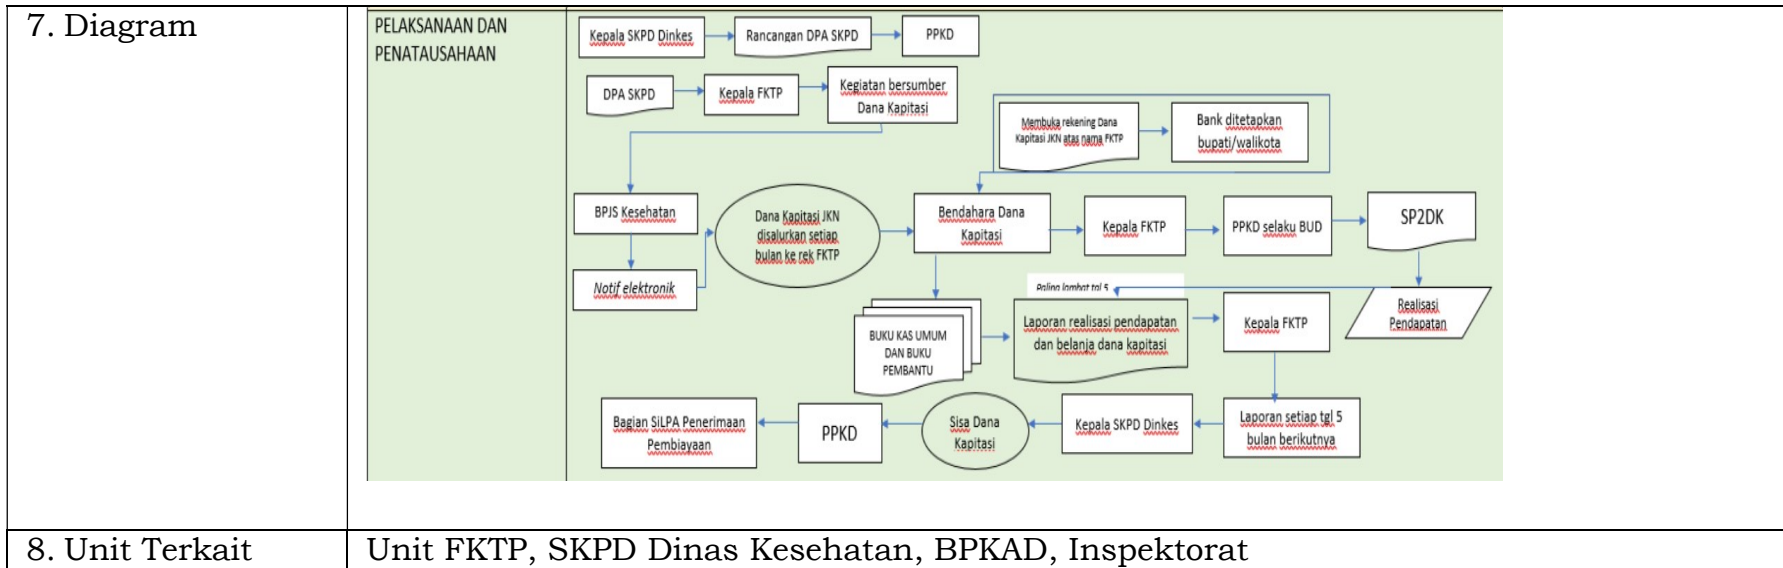 7. Diagram
PELAKSANAAN DAN
PENATAUSAHAAN
Kepala SKPD Dinkes
Rancangan DPA SKPD
PPKD
DPA SKPD
Kepala FKTP
Kegiatan bersumber
Dana Kapitasi
Membuka rekening Dana
Kapitasi JKN atas nama FKTP
Bank ditetapkan
bupati/walikota
BPJS Kesehatan
Notif elektronik
Dana Kapitasi JKN
disalurkan setiap
bulan ke rek FKTP
Bendahara Dana
Kapitasi
Kepala FKTP
PPKD selaku BUD
SP2DK
Realisasi
Pendapatan
Paling lambat tgl 5
BUKU KAS UMUM
DAN BUKU
PEMBANTU
Laporan realisasi pendapatan
dan belanja dana kapitasi
Kepala FKTP
Laporan setiap tgl 5
bulan berikutnya
Kepala SKPD Dinkes
Sisa Dana
Kapitasi
PPKD
Bagian SiLPA Penerimaan
Pembiayaan
8. Unit Terkait
Unit FKTP, SKPD Dinas Kesehatan, BPKAD, Inspektorat